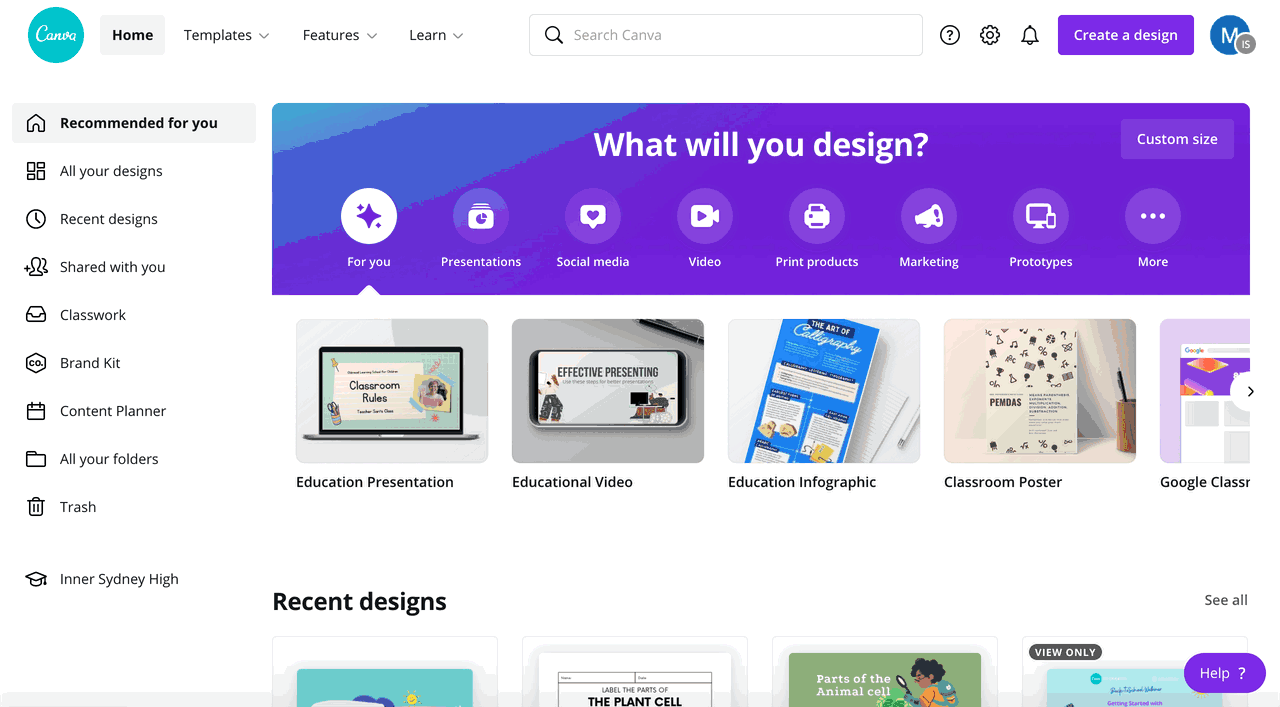 Canva
Home
Templates
Features
Learn
Search Canva
?
Create a design
M
IS
Recommended for you
All your designs
Recent designs
Shared with you
Classwork
CO.
Brand Kit
Content Planner
All your folders
Trash
Inner Sydney High
What will you design?
Custom size
For you
Presentations
Social media
Video
Print products
Marketing
Prototypes
More
Classroom
Rules
EFFECTIVE PRESENTING
Use these steps for better presentations
THE ART OF
Calligraphy
PEMDAS
Google
Education Presentation
Educational Video
Education Infographic
Classroom Poster
Google Classr
Recent designs
See all
Name
Date
LABEL THE PARTS OF
THE PLANT CELL
Parts of the
Animal cell
VIEW ONLY
Back To School Webinar
Getting Started with
Help ?